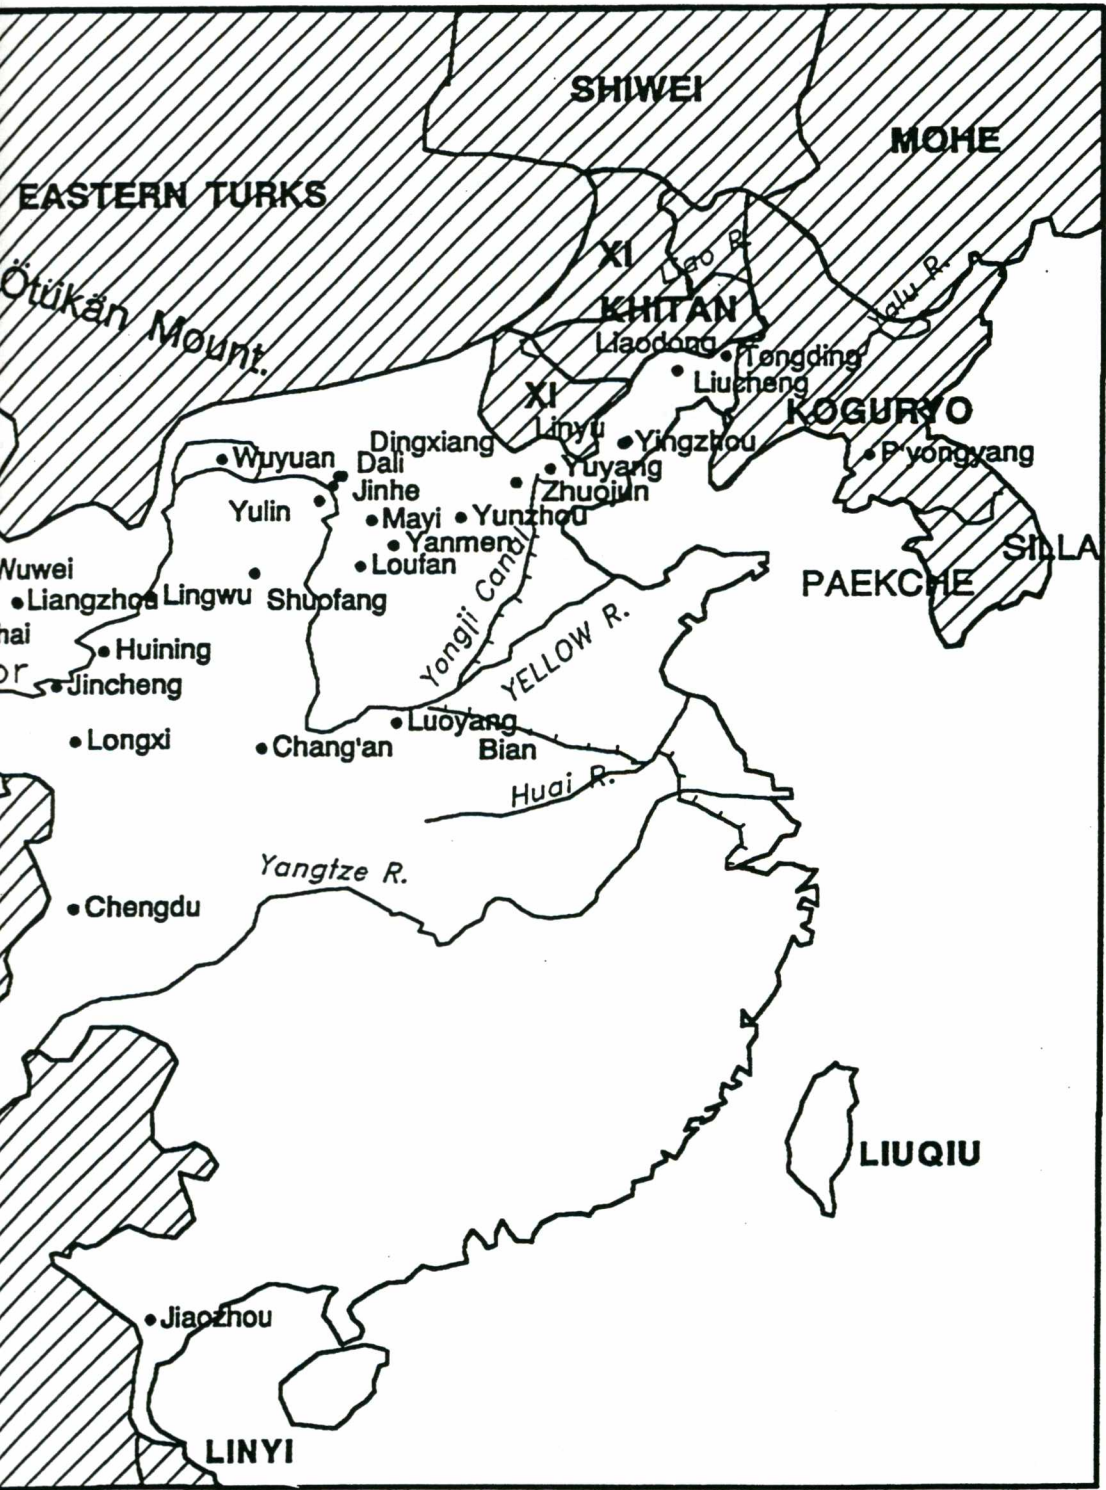 SHIWEI
MOHE
EASTERN TURKS
XI
Liao R.
Ötükän Mount.
Yalu R.
KHITAN
Liaodong
Tongding
Liucheng
XI
KOGURYO
Linyu
Yingzhou
P'yongyang
Dingxiang
Wuyuan
Dali
Yuyang
Jinhe
Zhuojun
Yulin
Mayi
Yunzhou
Yanmen
Loufan
SILLA
Wuwei
PAEKCHE
Liangzhou
Lingwu
Shuofang
hai
Yongji Canal
YELLOW R.
Huining
or
Jincheng
Luoyang
Longxi
Chang'an
Bian
Huai R.
Yangtze R.
Chengdu
LIUQIU
Jiaozhou
LINYI